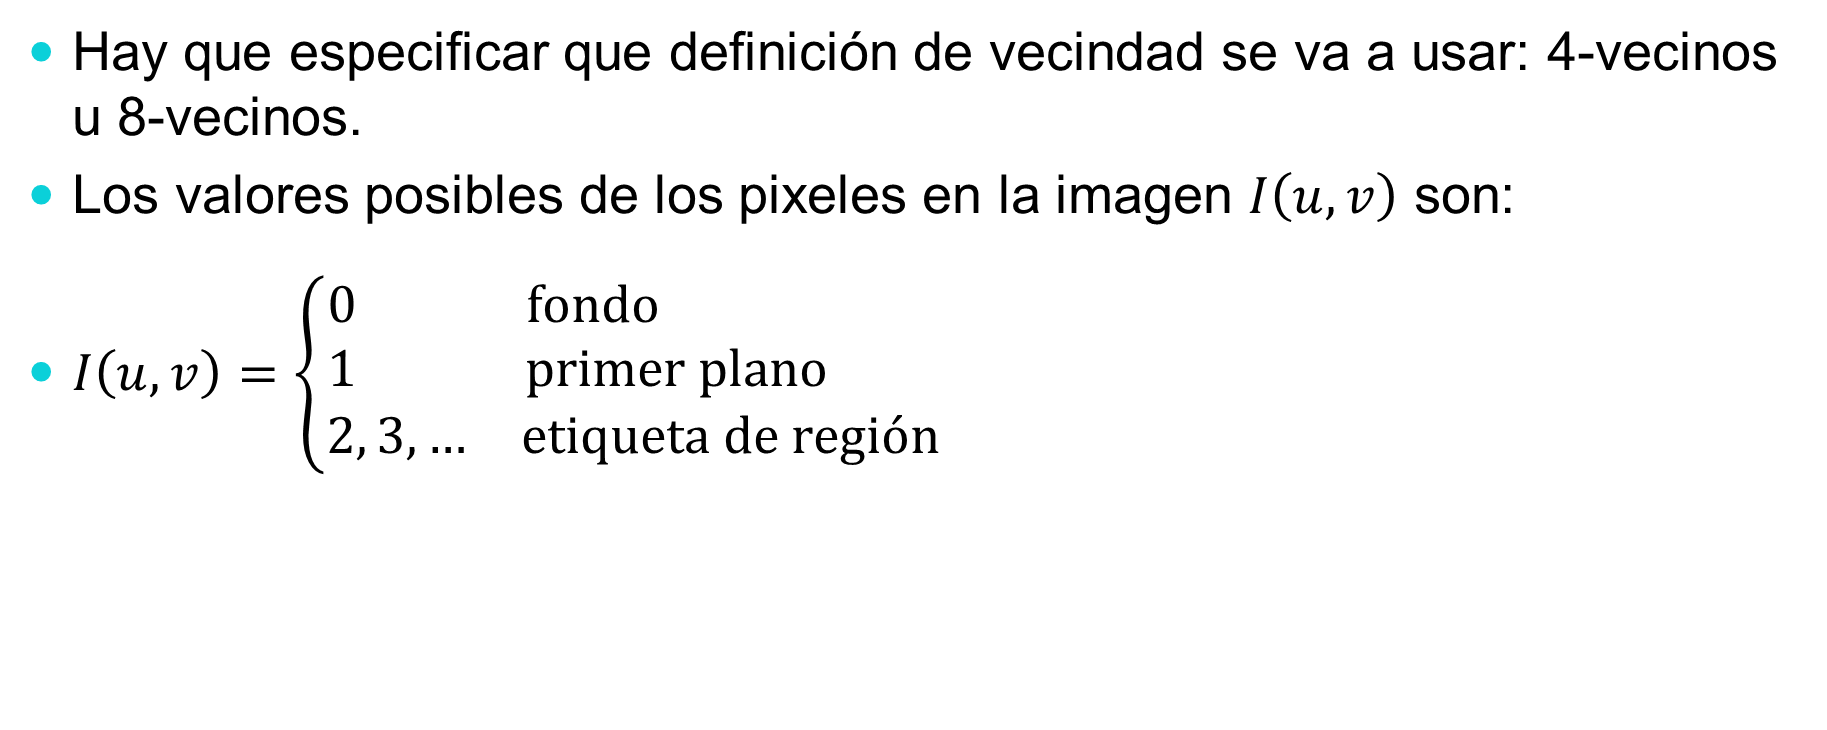 • Hay que especificar que definición de vecindad se va a usar: 4-vecinos
u 8-vecinos.
• Los valores posibles de los pixeles en la imagen 𝐼(𝑢, 𝑣) son:
0 fondo
• 𝐼(𝑢, 𝑣) = { 1 primer plano
2, 3, … etiqueta de región